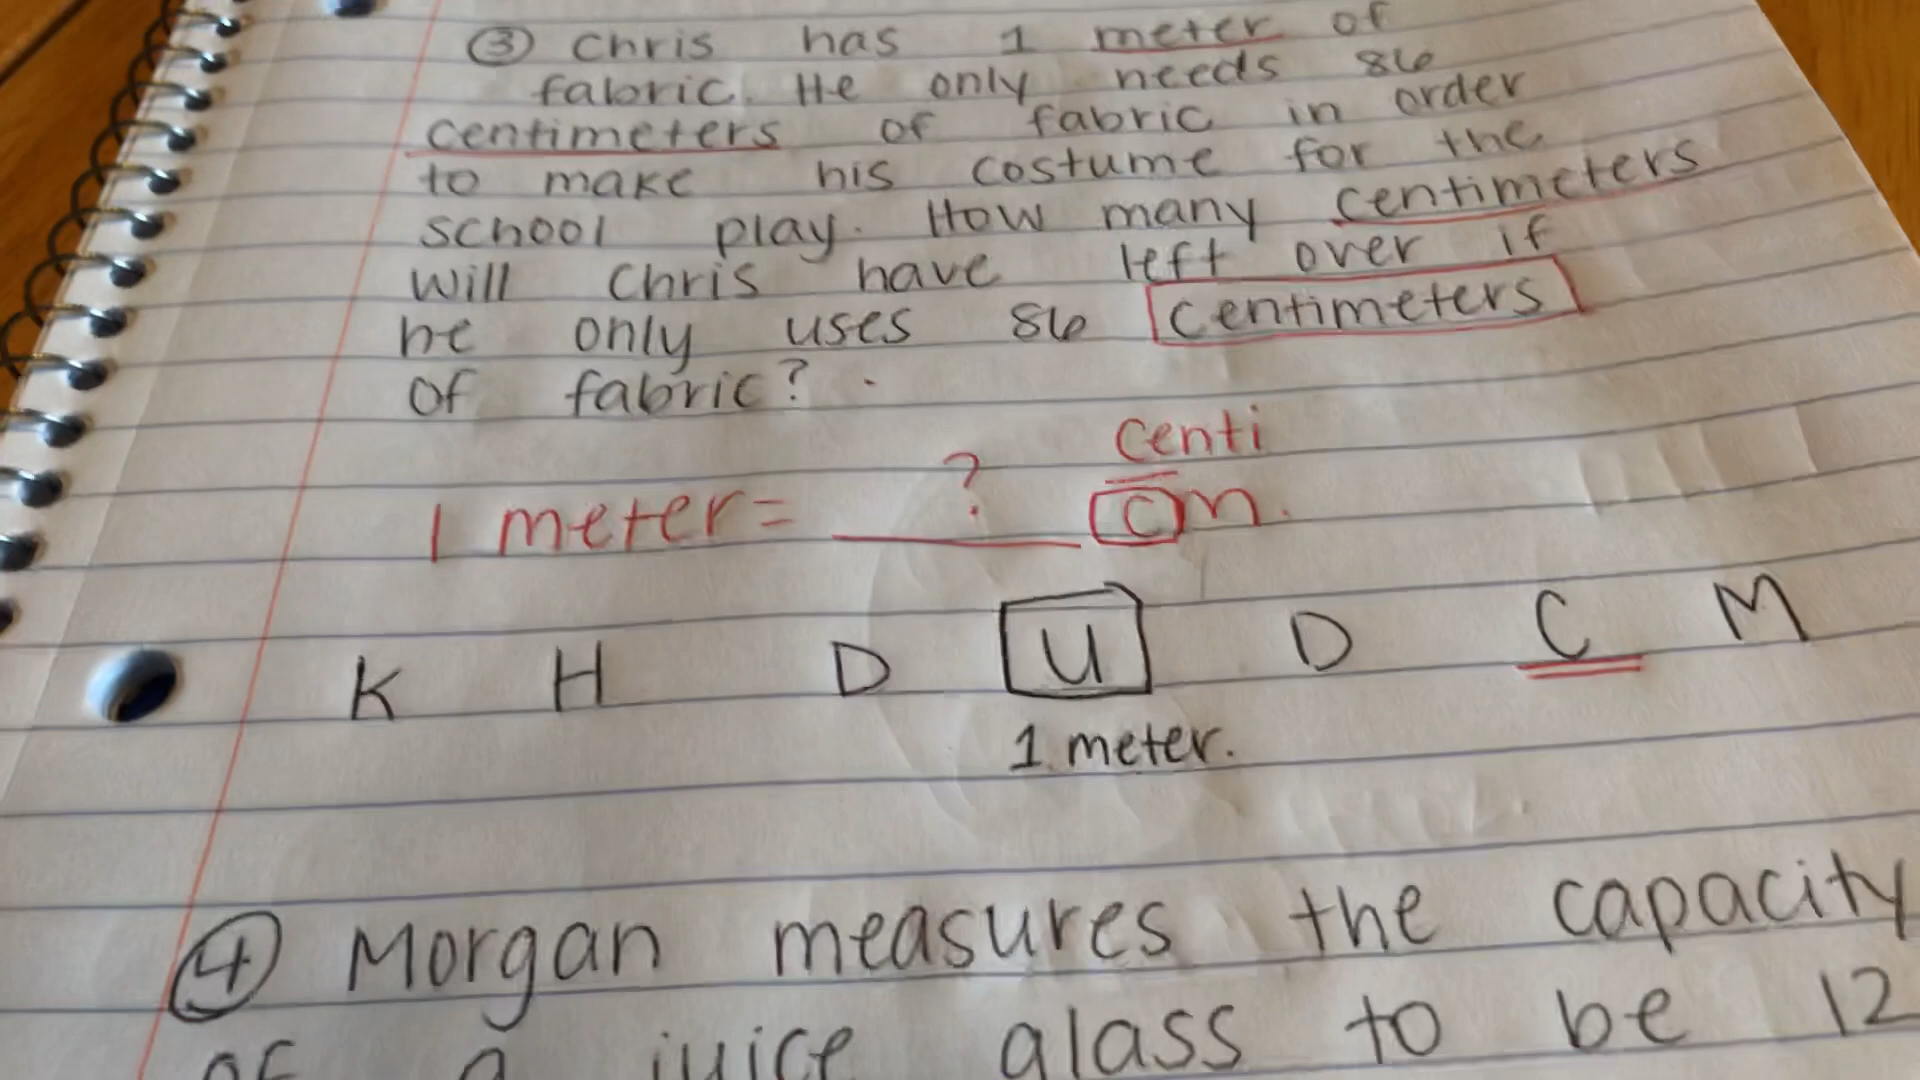 ③ Chris has 1 meter of
fabric. He only needs 86
centimeters of fabric in order
to make his costume for the
school play. How many centimeters
will Chris have left over if
he only uses 86 centimeters
of fabric?
centi
1 meter = ? cm.
K H D U D C M
1 meter.
④ Morgan measures the capacity
of a juice glass to be 12